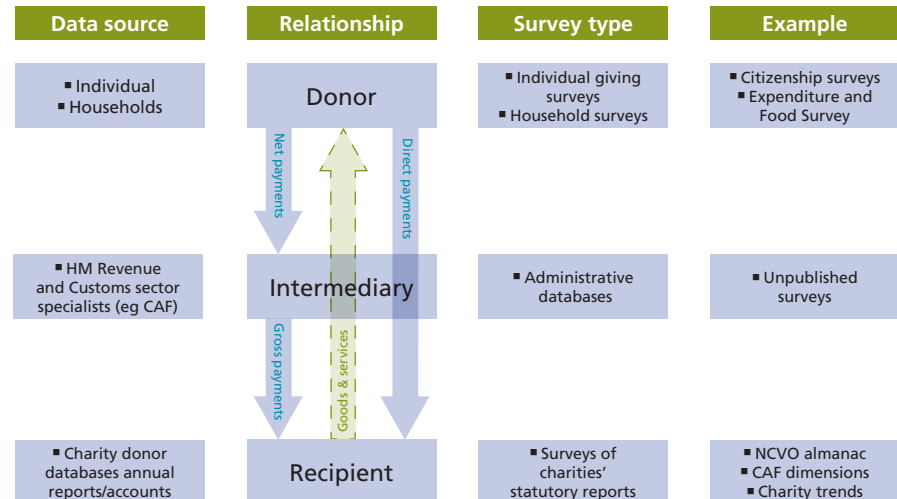 Data source
Relationship
Survey type
Example
▪ Individual
▪ Households
Donor
▪ Individual giving
surveys
▪ Household surveys
▪ Citizenship surveys
▪ Expenditure and
Food Survey
Net payments
Direct payments
▪ HM Revenue
and Customs sector
specialists (eg CAF)
Intermediary
▪ Administrative
databases
▪ Unpublished
surveys
Gross payments
Goods & services
▪ Charity donor
databases annual
reports/accounts
Recipient
▪ Surveys of
charities’
statutory reports
▪ NCVO almanac
▪ CAF dimensions
▪ Charity trends